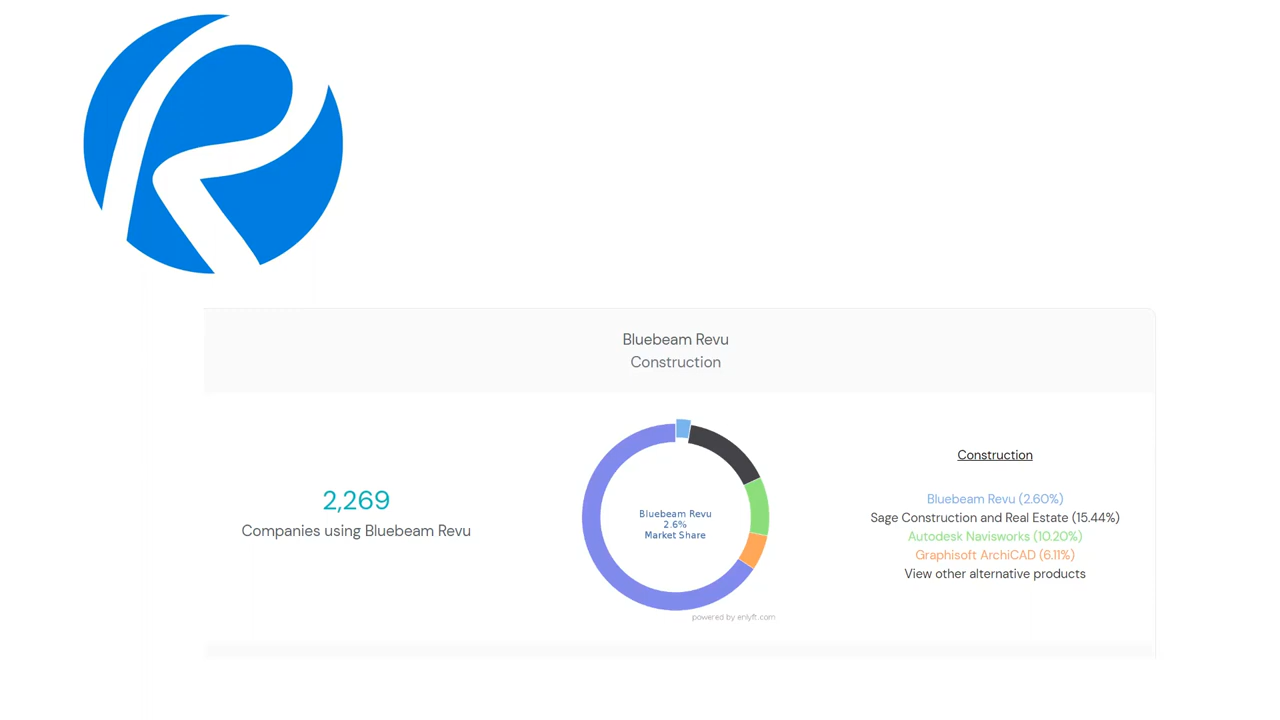 Bluebeam Revu
Construction
2,269
Companies using Bluebeam Revu
Bluebeam Revu
2.6%
Market Share
powered by enlyft.com
Construction
Bluebeam Revu (2.60%)
Sage Construction and Real Estate (15.44%)
Autodesk Navisworks (10.20%)
Graphisoft ArchiCAD (6.11%)
View other alternative products